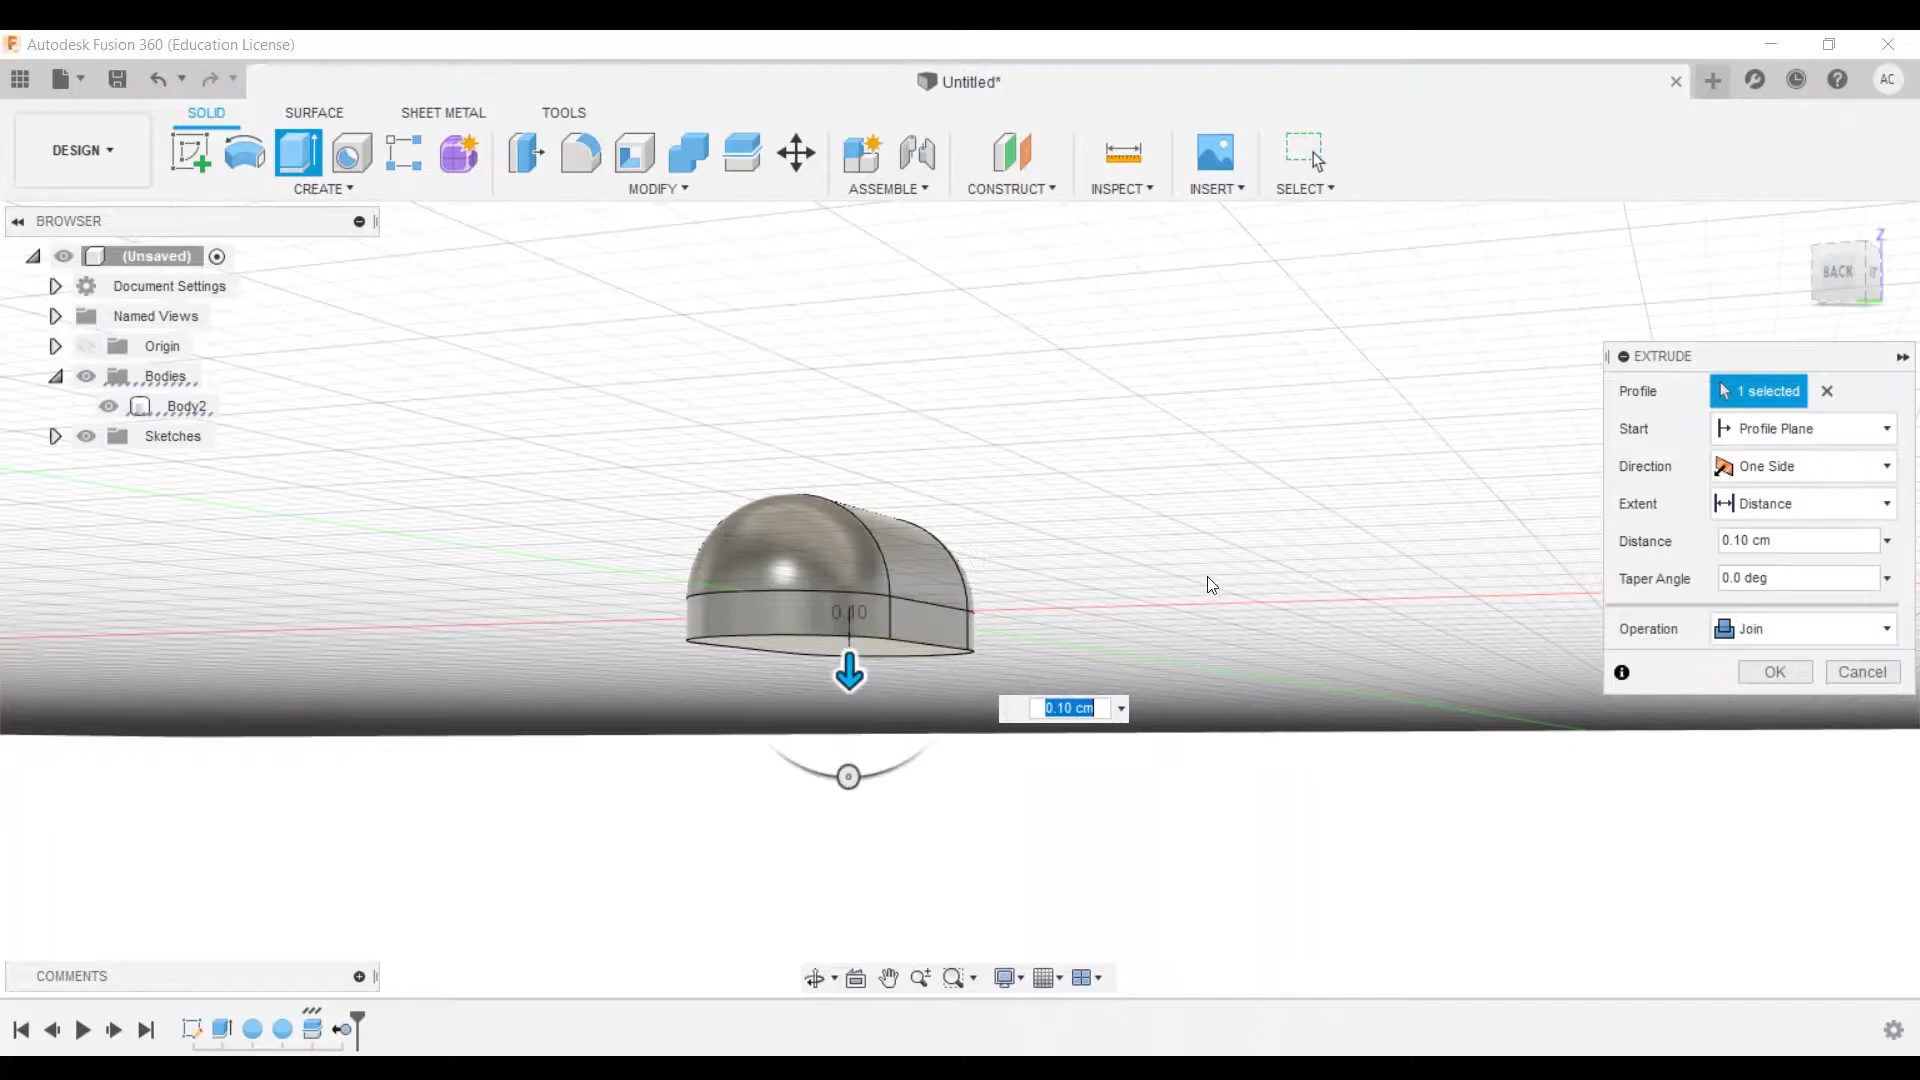 Autodesk Fusion 360 (Education License)
Untitled*
AC
SOLID
SURFACE
SHEET METAL
TOOLS
DESIGN
CREATE
MODIFY
ASSEMBLE
CONSTRUCT
INSPECT
INSERT
SELECT
BROWSER
(Unsaved)
Document Settings
Named Views
Origin
Bodies
Body2
Sketches
Z
BACK
EXTRUDE
Profile
1 selected
Start
Profile Plane
Direction
One Side
Extent
Distance
Distance
0.10 cm
Taper Angle
0.0 deg
Operation
Join
OK
Cancel
0.10
0.10 cm
COMMENTS